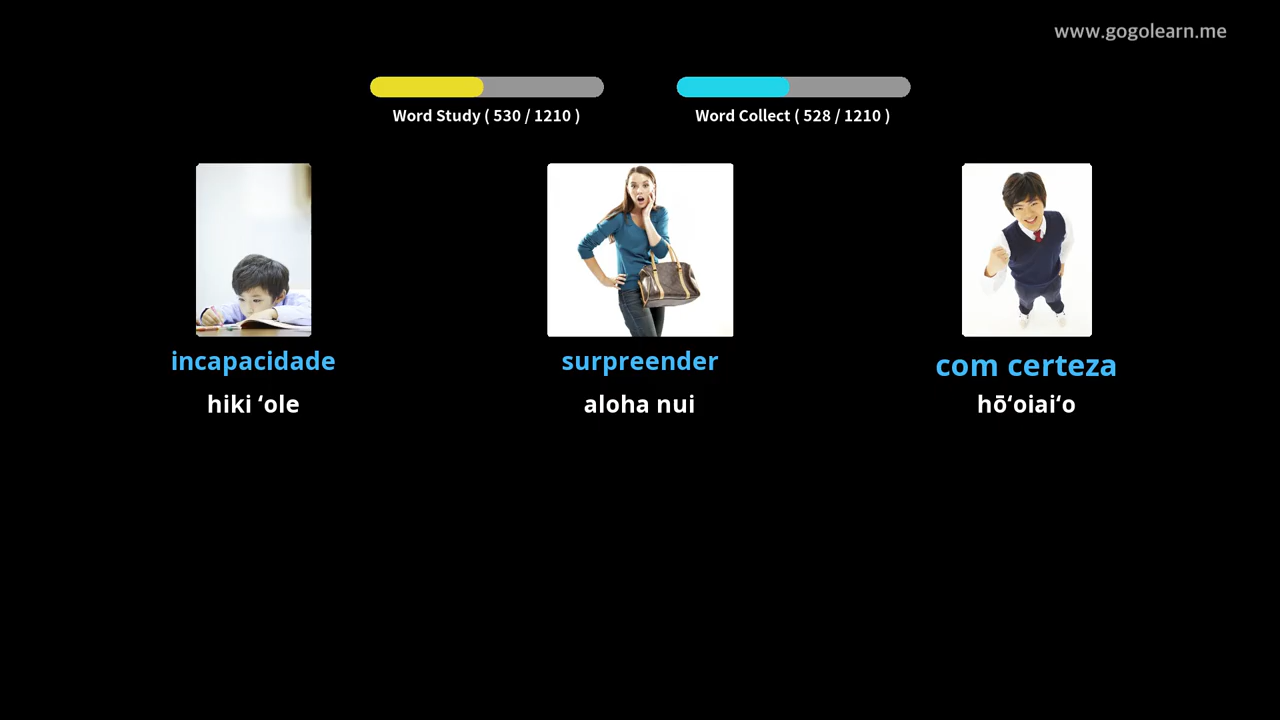 www.gogolearn.me
Word Study ( 530 / 1210 )
Word Collect ( 528 / 1210 )
incapacidade
surpreender
com certeza
hiki ʻole
aloha nui
hōʻoiaiʻo